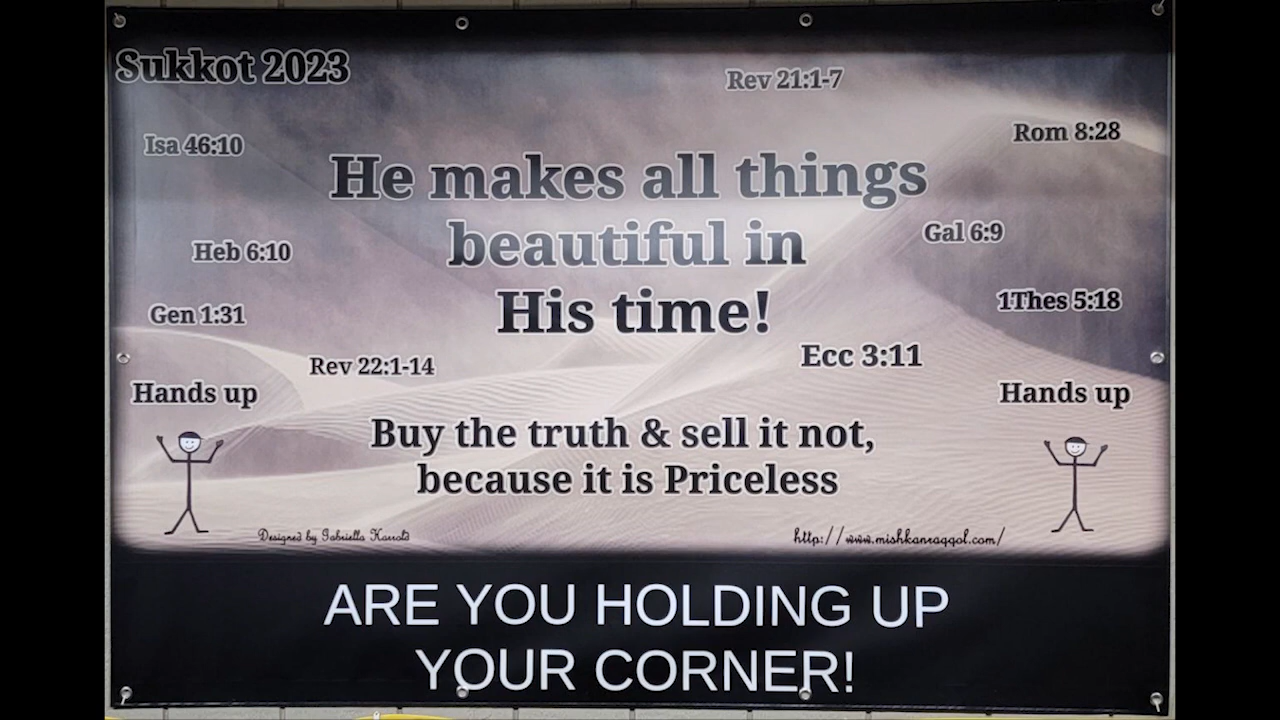 Sukkot 2023
Rev 21:1-7
Rom 8:28
Isa 46:10
He makes all things
beautiful in
His time!
Gal 6:9
Heb 6:10
1Thes 5:18
Gen 1:31
Ecc 3:11
Rev 22:1-14
Hands up
Hands up
Buy the truth & sell it not,
because it is Priceless
Designed by Gabriella Harrold
http://www.mishkanraqqol.com/
ARE YOU HOLDING UP
YOUR CORNER!